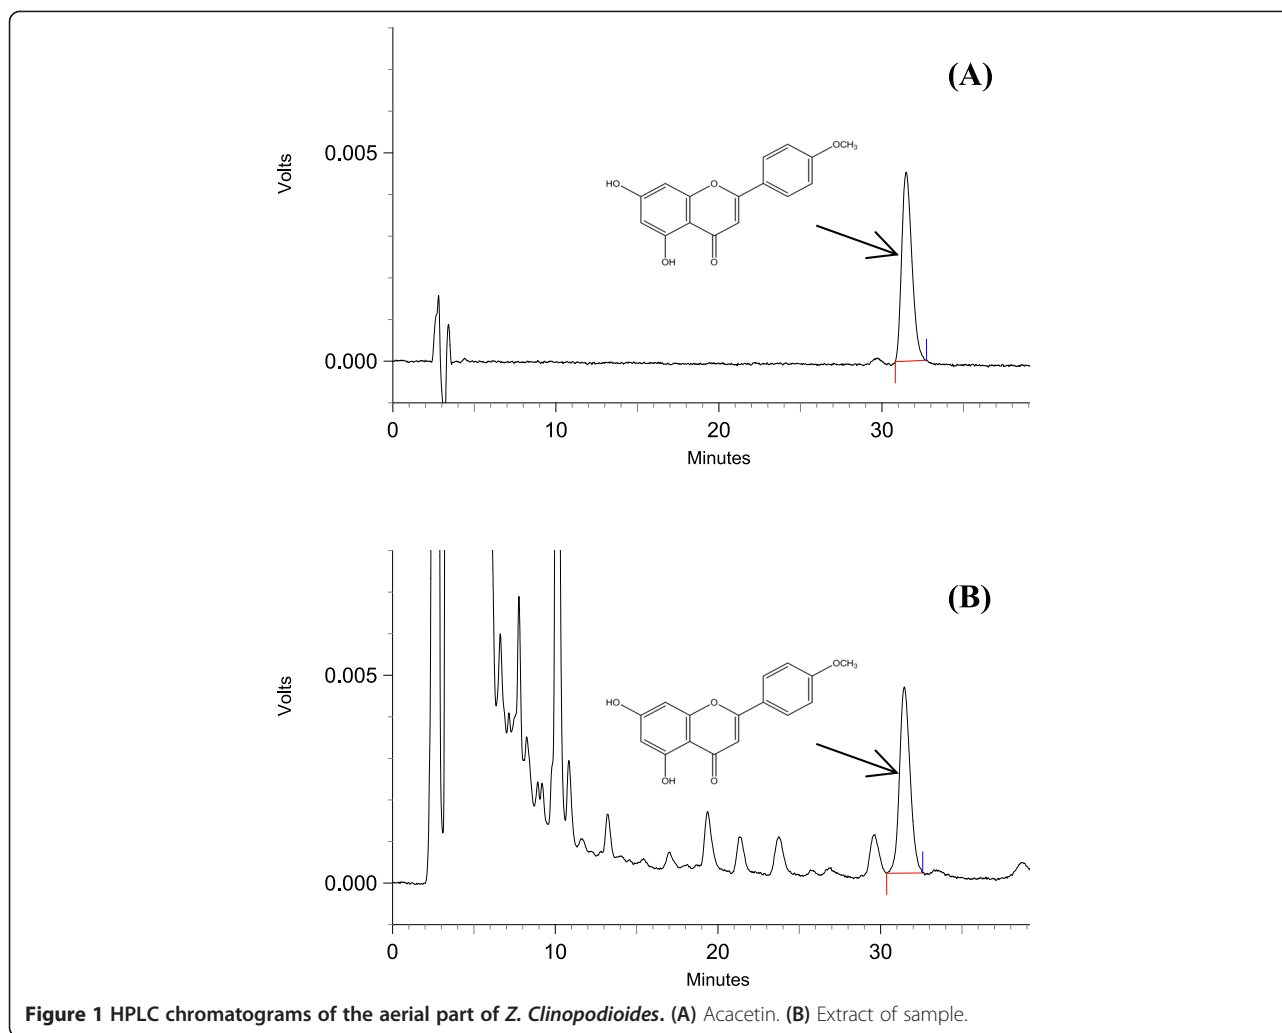 (A)
Volts
0.005
0.000
OCH3
HO
O
OH
O
0 10 20 30
Minutes
(B)
Volts
0.005
0.000
OCH3
HO
O
OH
O
0 10 20 30
Minutes
Figure 1 HPLC chromatograms of the aerial part of Z. Clinopodioides. (A) Acacetin. (B) Extract of sample.